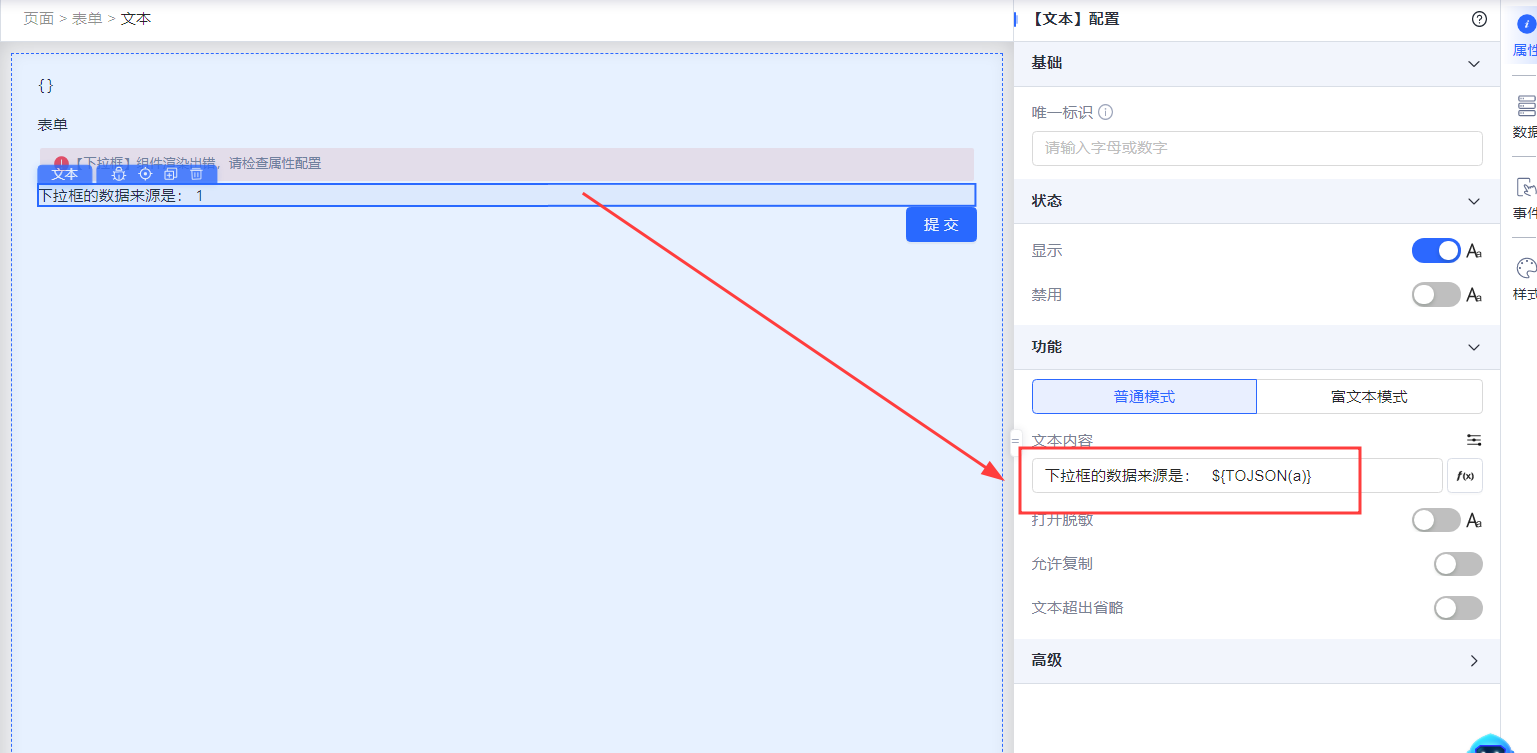 页面 > 表单 > 文本
{}
表单
【下拉框】组件渲染出错，请检查属性配置
文本
下拉框的数据来源是： 1
提 交
【文本】配置
基础
唯一标识
请输入字母或数字
状态
显示
禁用
功能
普通模式 富文本模式
文本内容
下拉框的数据来源是： ${TOJSON(a)}
f(x)
打开脱敏
允许复制
文本超出省略
高级
属性
数据
事件
样式